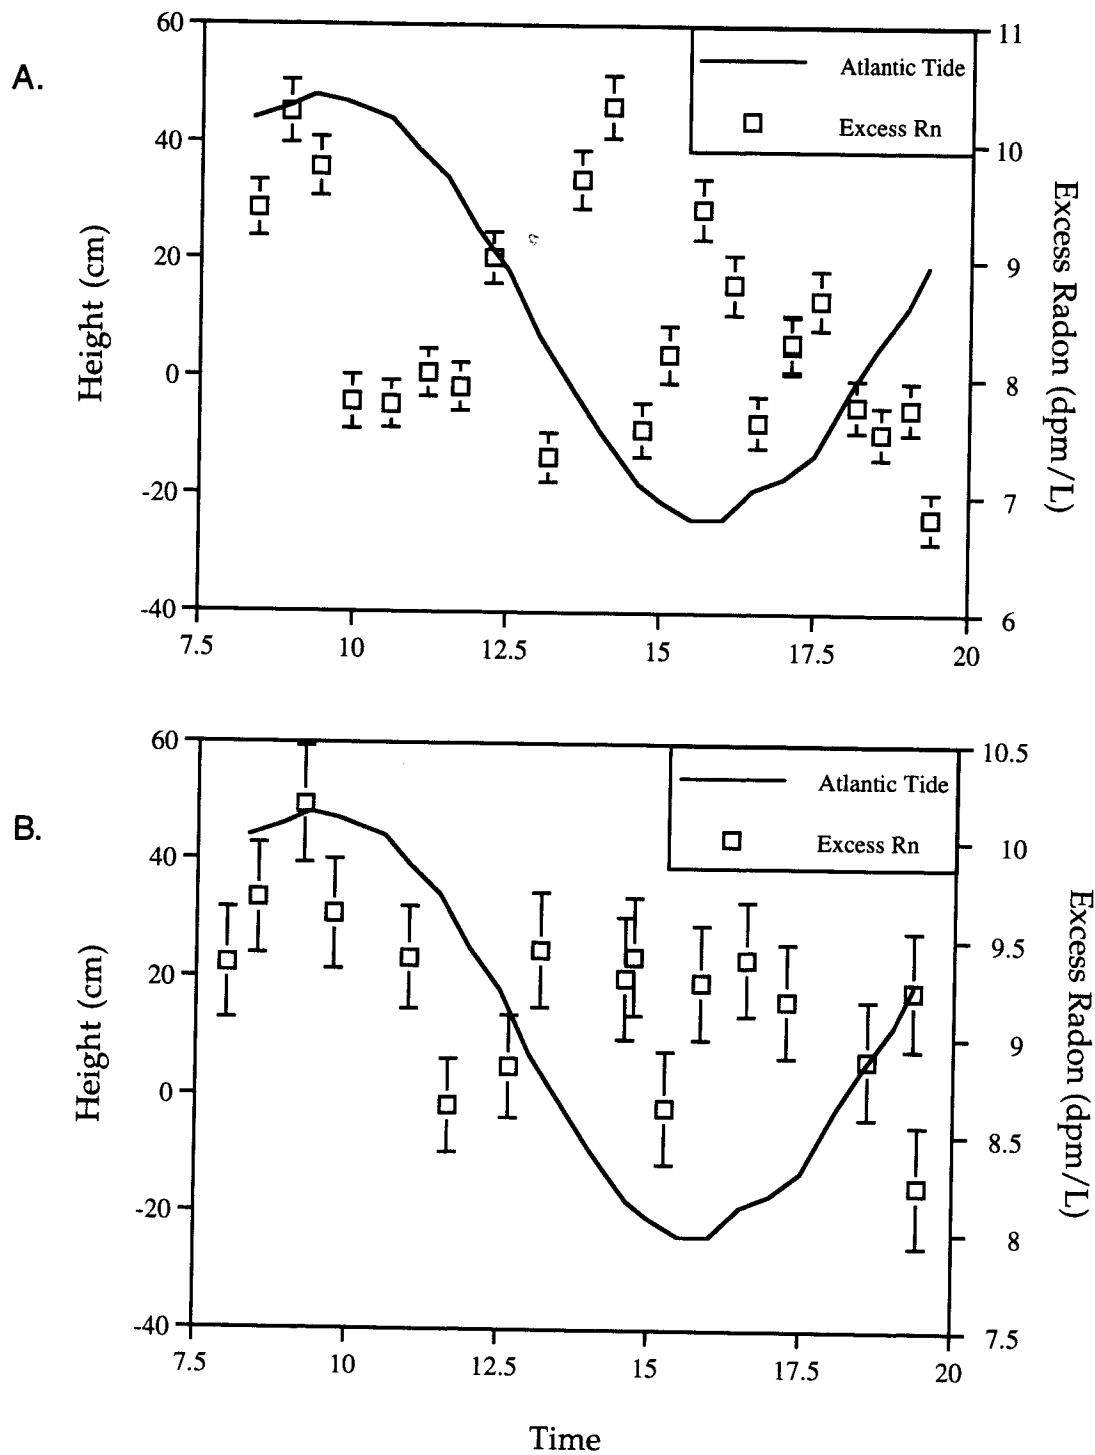 A.
60
40
20
0
-20
-40
Height (cm)
11
10
9
8
7
6
Excess Radon (dpm/L)
Atlantic Tide
Excess Rn
7.5 10 12.5 15 17.5 20
B.
60
40
20
0
-20
-40
Height (cm)
10.5
10
9.5
9
8.5
8
7.5
Excess Radon (dpm/L)
Atlantic Tide
Excess Rn
7.5 10 12.5 15 17.5 20
Time